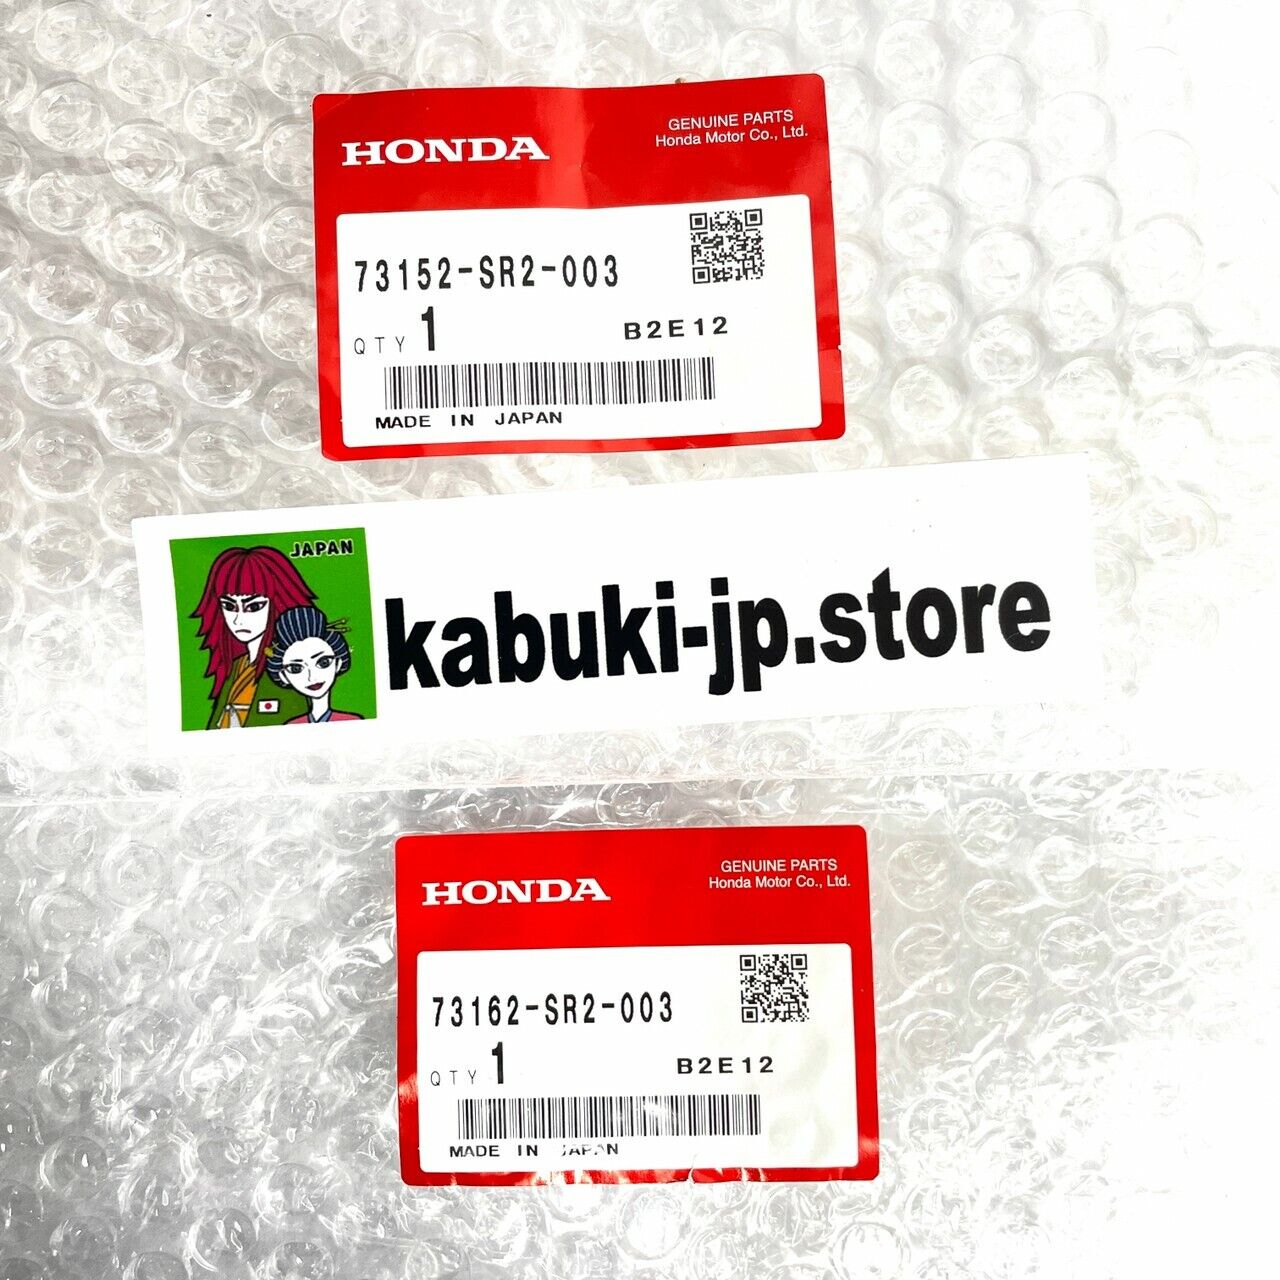 HONDA
GENUINE PARTS
Honda Motor Co., Ltd.
73152-SR2-003
QTY 1
B2E12
MADE IN JAPAN
JAPAN
kabuki-jp.store
HONDA
GENUINE PARTS
Honda Motor Co., Ltd.
73162-SR2-003
QTY 1
B2E12
MADE IN JAPAN